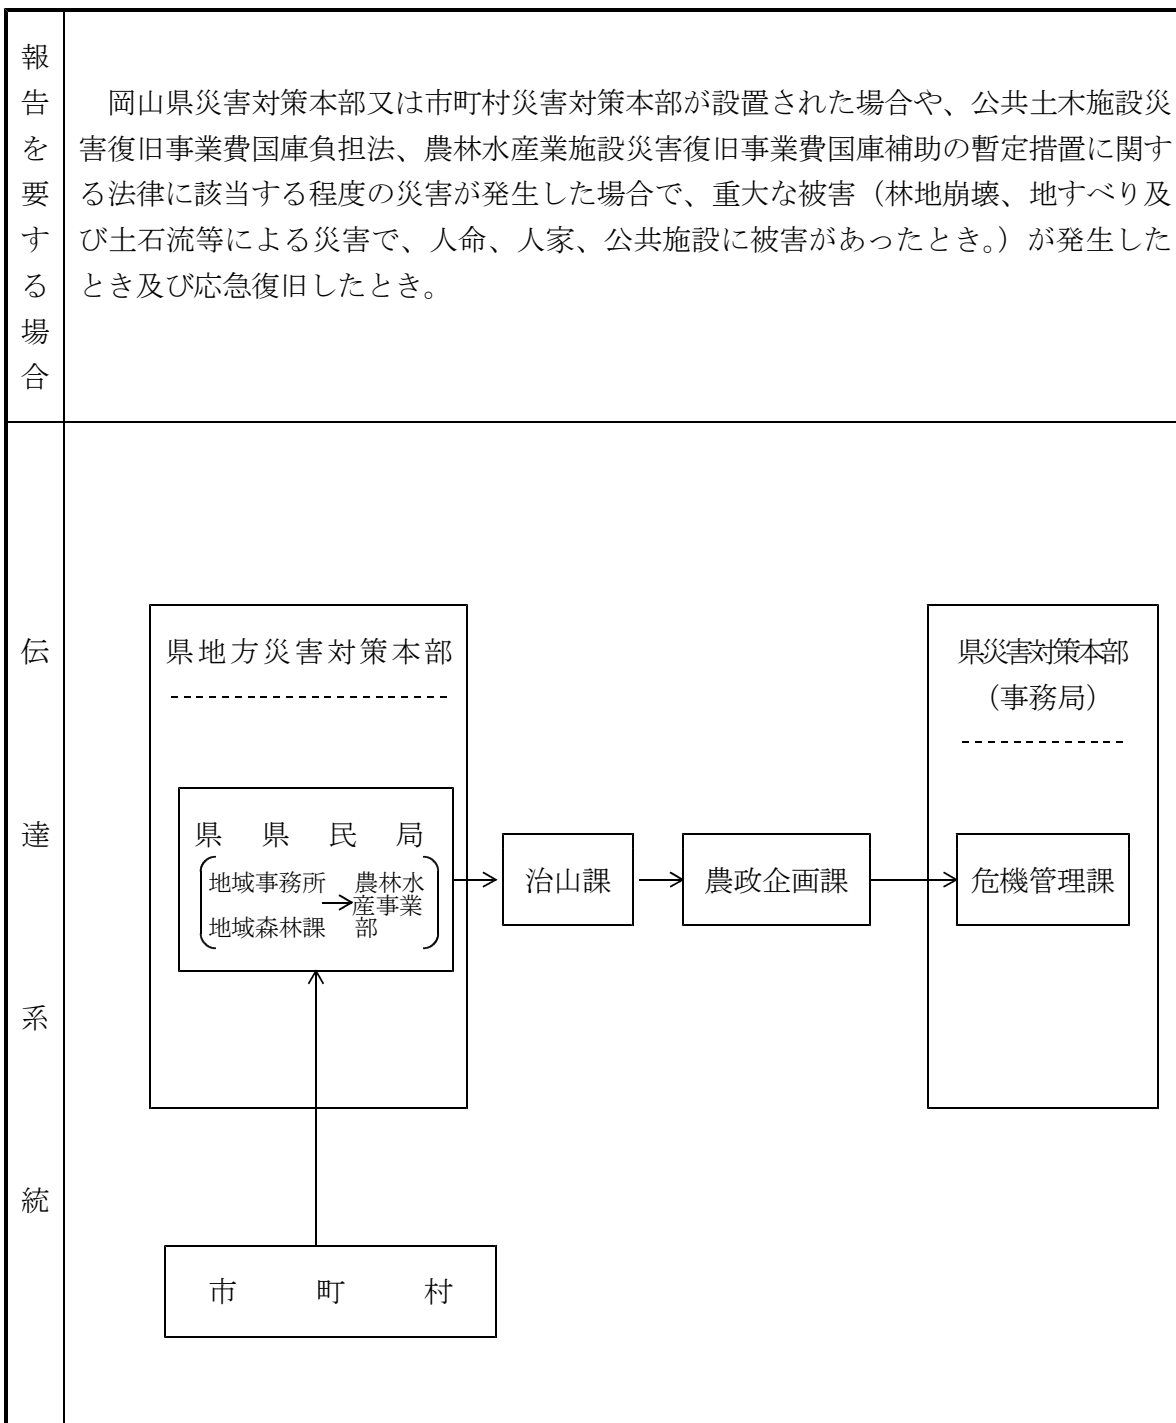 報告を要する場合
岡山県災害対策本部又は市町村災害対策本部が設置された場合や、公共土木施設災
害復旧事業費国庫負担法、農林水産業施設災害復旧事業費国庫補助の暫定措置に関す
る法律に該当する程度の災害が発生した場合で、重大な被害（林地崩壊、地すべり及
び土石流等による災害で、人命、人家、公共施設に被害があったとき。）が発生した
とき及び応急復旧したとき。
伝達系統
県地方災害対策本部
県県民局
地域事務所
地域森林課
農林水
産事業
部
治山課
農政企画課
県災害対策本部
（事務局）
危機管理課
市町村